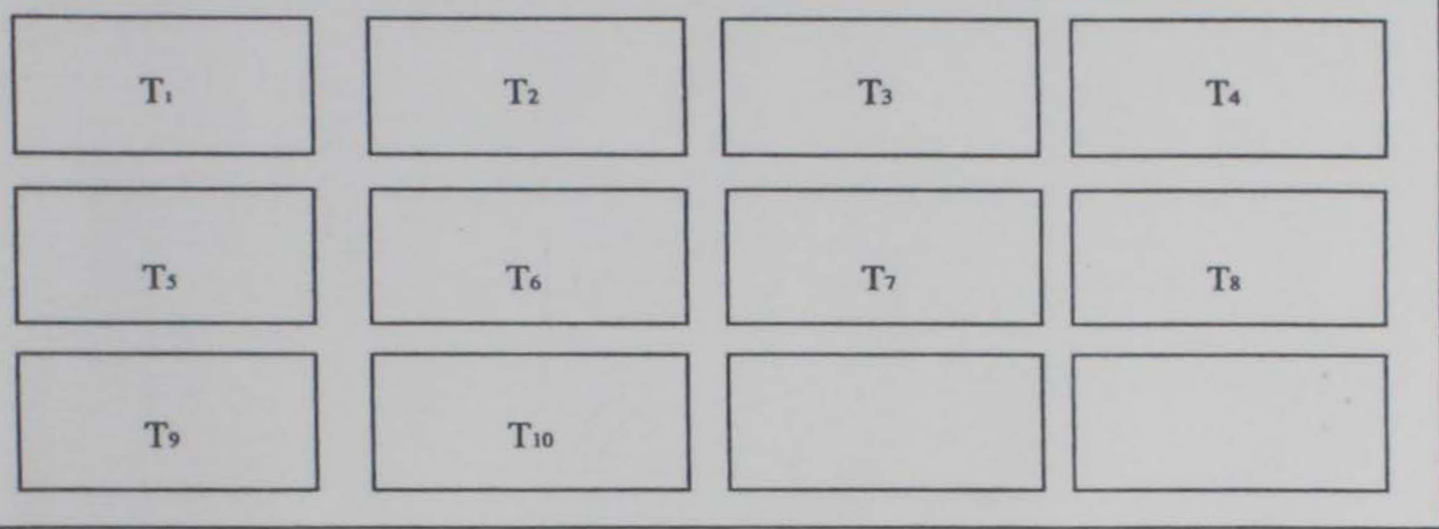 T₁ T₂ T₃ T₄
T₅ T₆ T₇ T₈
T₉ T₁₀